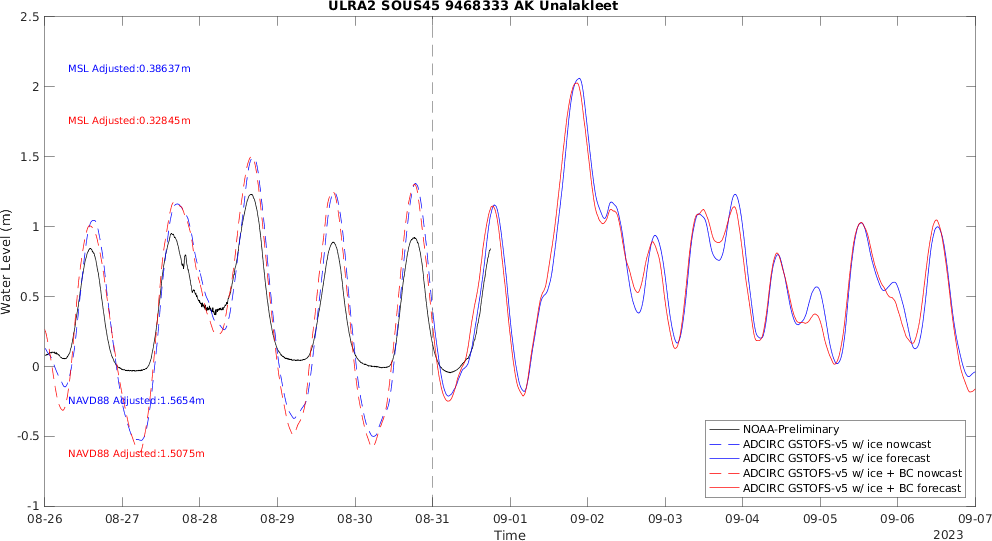 ULRA2 SOUS45 9468333 AK Unalakleet
2.5
2
1.5
1
0.5
0
-0.5
-1
Water Level (m)
MSL Adjusted:0.38637m
MSL Adjusted:0.32845m
NAVD88 Adjusted:1.5654m
NAVD88 Adjusted:1.5075m
NOAA-Preliminary
ADCIRC GSTOFS-v5 w/ ice nowcast
ADCIRC GSTOFS-v5 w/ ice forecast
ADCIRC GSTOFS-v5 w/ ice + BC nowcast
ADCIRC GSTOFS-v5 w/ ice + BC forecast
08-26 08-27 08-28 08-29 08-30 08-31 09-01 09-02 09-03 09-04 09-05 09-06 09-07
Time
2023